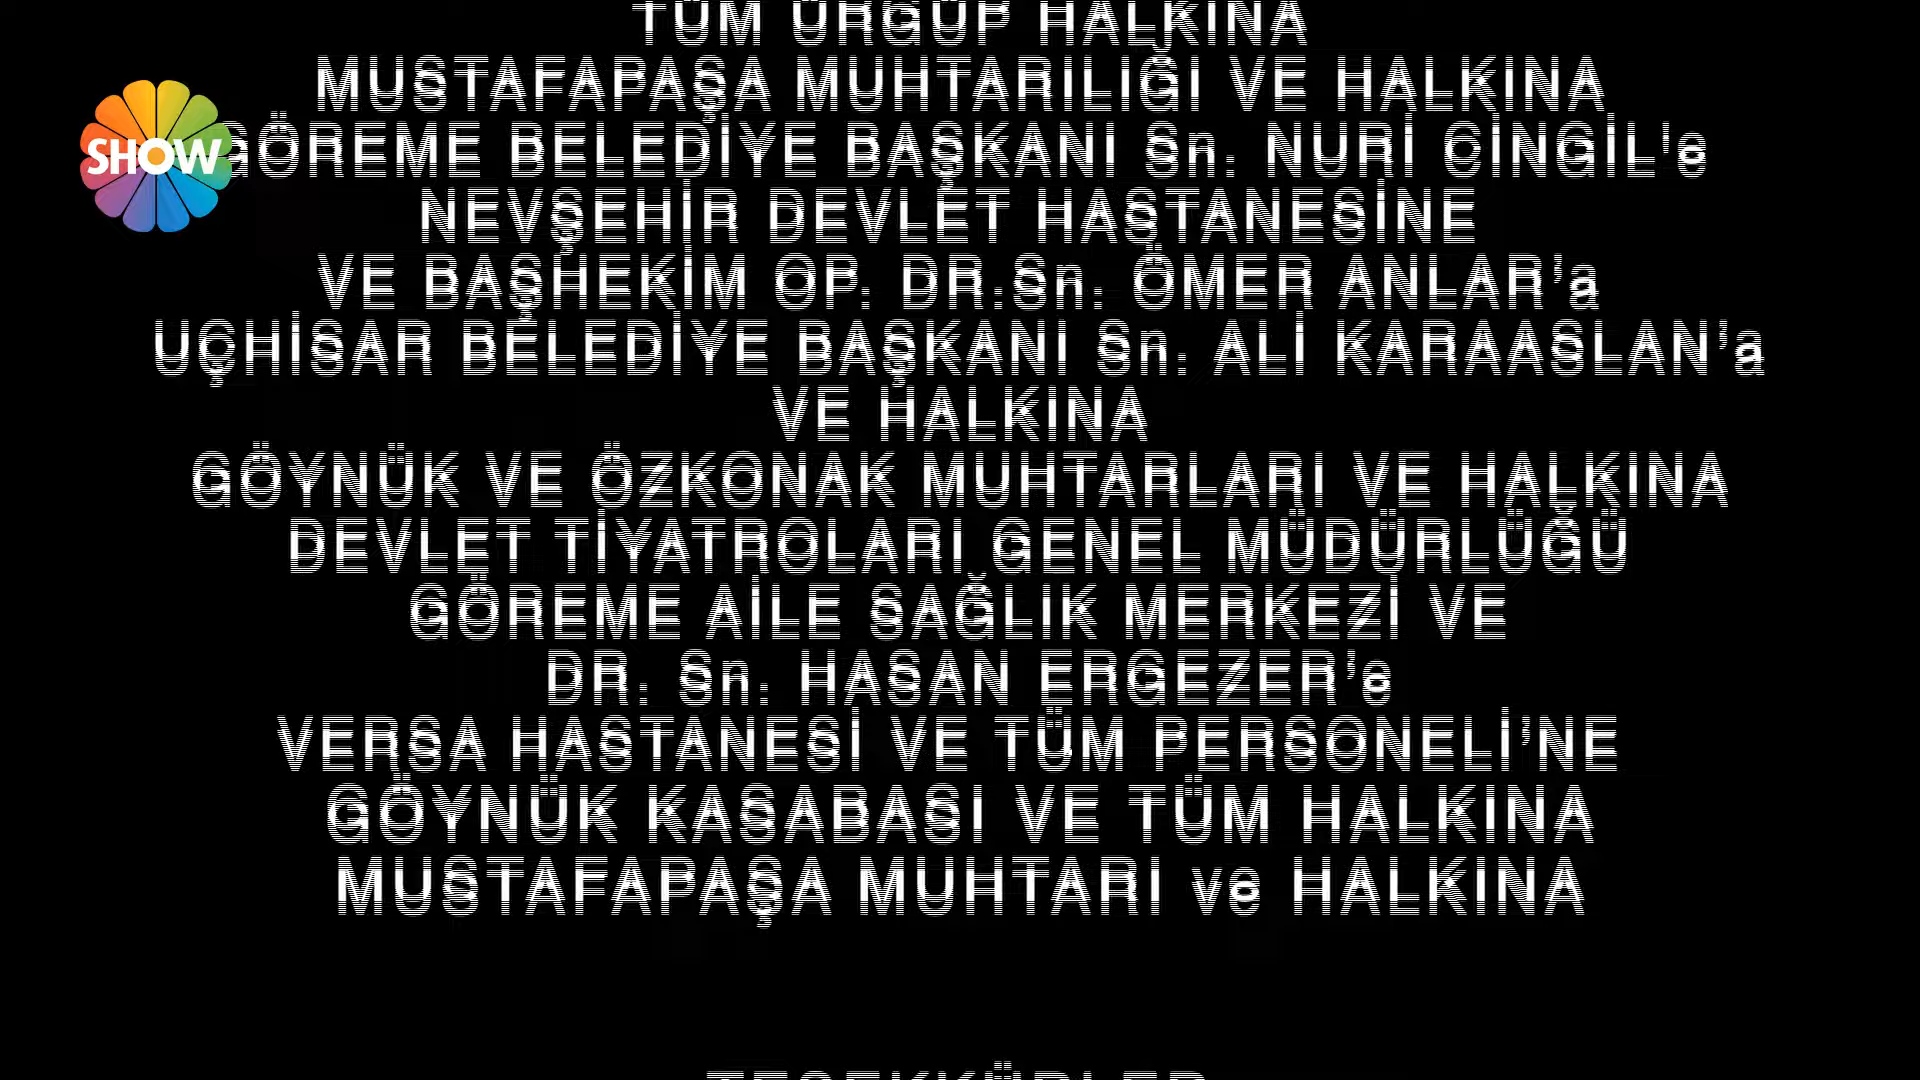 TÜM ÜRGÜP HALKINA
MUSTAFAPAŞA MUHTARILIĞI VE HALKINA
SHOW
GÖREME BELEDİYE BAŞKANI Sn. NURİ CİNGİL'e
NEVŞEHİR DEVLET HASTANESİNE
VE BAŞHEKİM OP. DR.Sn. ÖMER ANLAR’a
UÇHİSAR BELEDİYE BAŞKANI Sn. ALİ KARAASLAN’a
VE HALKINA
GÖYNÜK VE ÖZKONAK MUHTARLARI VE HALKINA
DEVLET TİYATROLARI GENEL MÜDÜRLÜĞÜ
GÖREME AİLE SAĞLIK MERKEZİ VE
DR. Sn. HASAN ERGEZER’e
VERSA HASTANESİ VE TÜM PERSONELİ’NE
GÖYNÜK KASABASI VE TÜM HALKINA
MUSTAFAPAŞA MUHTARI ve HALKINA